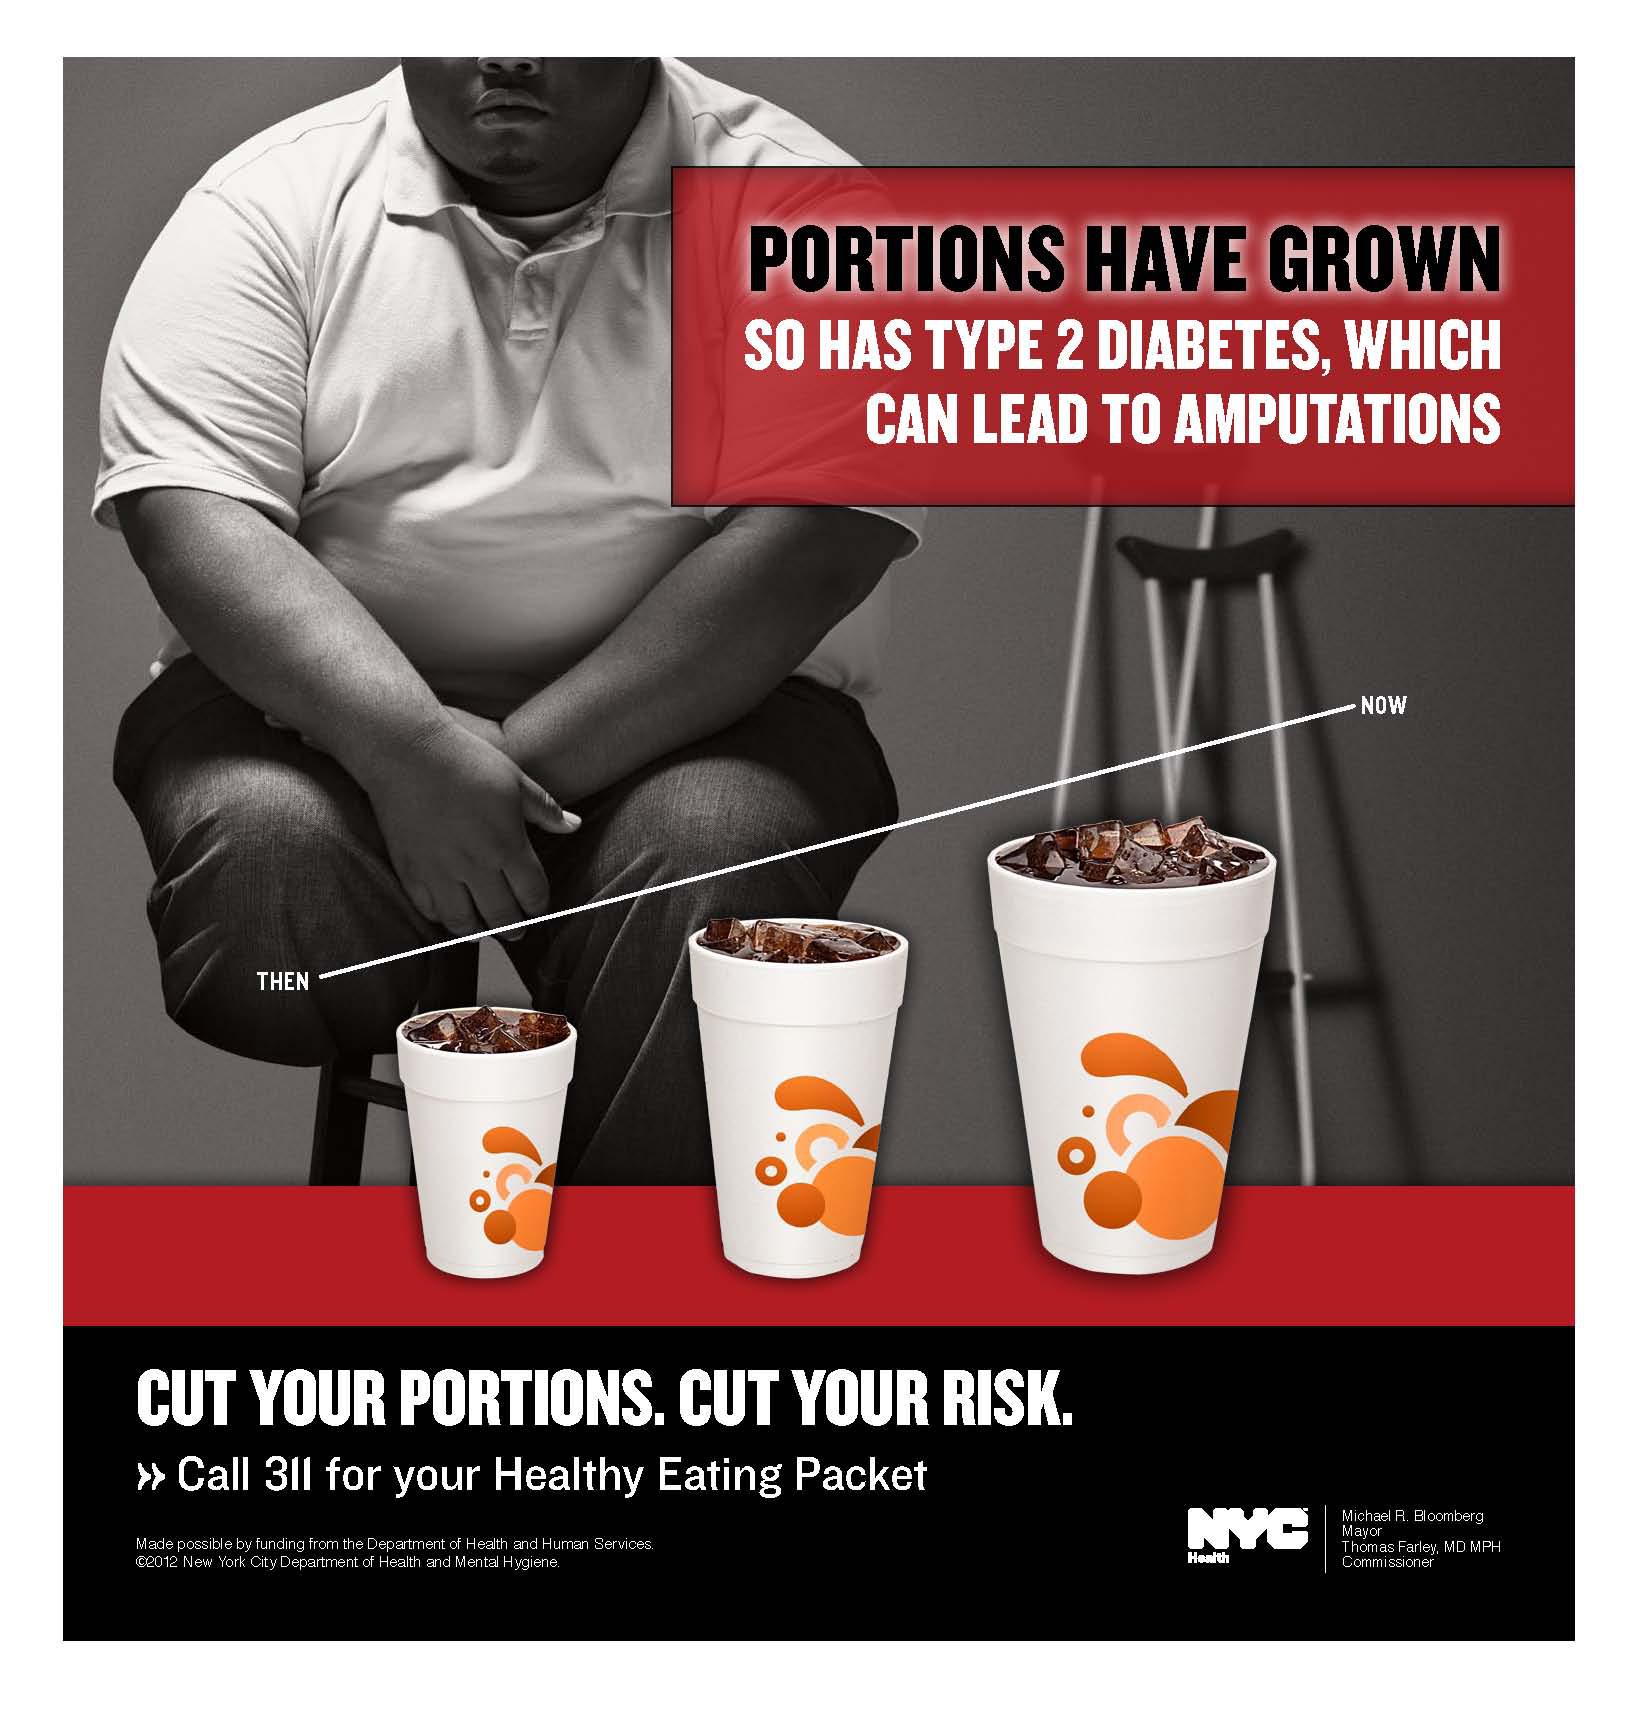 PORTIONS HAVE GROWN
SO HAS TYPE 2 DIABETES, WHICH
CAN LEAD TO AMPUTATIONS
NOW
THEN
CUT YOUR PORTIONS. CUT YOUR RISK.
» Call 311 for your Healthy Eating Packet
Made possible by funding from the Department of Health and Human Services.
©2012 New York City Department of Health and Mental Hygiene.
NYC
Health
Michael R. Bloomberg
Mayor
Thomas Farley, MD MPH
Commissioner